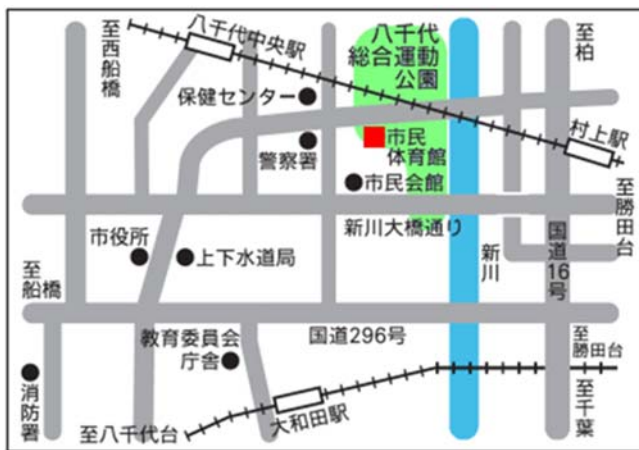 至西船橋
八千代中央駅
八千代
総合運動
公園
至柏
保健センター
村上駅
警察署
市民
体育館
市民会館
至勝田台
新川大橋通り
市役所
上下水道局
新川
国道16号
至
船橋
教育委員会
庁舎
国道296号
至
勝田台
消防署
大和田駅
至八千代台
至千葉